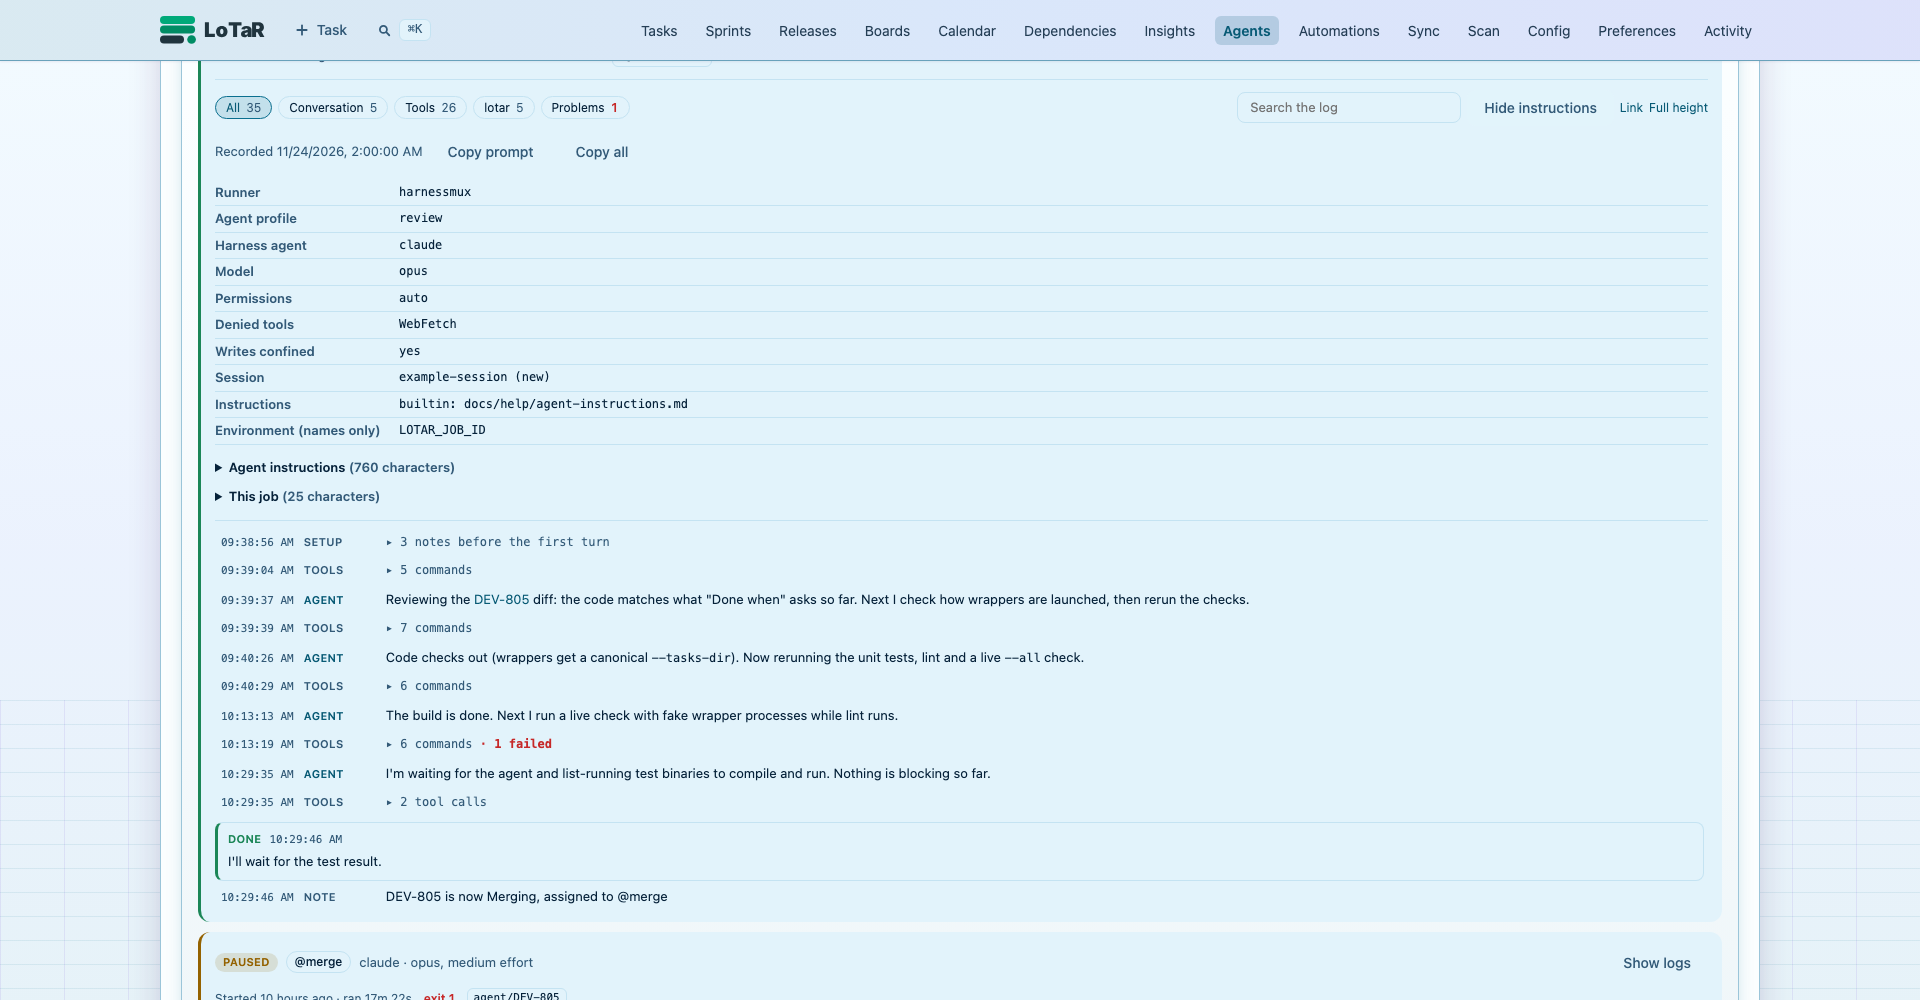 LoTaR
+ Task
⌘K
Tasks
Sprints
Releases
Boards
Calendar
Dependencies
Insights
Agents
Automations
Sync
Scan
Config
Preferences
Activity
All 35
Conversation 5
Tools 26
lotar 5
Problems 1
Search the log
Hide instructions
Link Full height
Recorded 11/24/2026, 2:00:00 AM
Copy prompt
Copy all
Runner harnessmux
Agent profile review
Harness agent claude
Model opus
Permissions auto
Denied tools WebFetch
Writes confined yes
Session example-session (new)
Instructions builtin: docs/help/agent-instructions.md
Environment (names only) LOTAR_JOB_ID
▶ Agent instructions (760 characters)
▶ This job (25 characters)
09:38:56 AM SETUP ▸ 3 notes before the first turn
09:39:04 AM TOOLS ▸ 5 commands
09:39:37 AM AGENT Reviewing the DEV-805 diff: the code matches what "Done when" asks so far. Next I check how wrappers are launched, then rerun the checks.
09:39:39 AM TOOLS ▸ 7 commands
09:40:26 AM AGENT Code checks out (wrappers get a canonical --tasks-dir). Now rerunning the unit tests, lint and a live --all check.
09:40:29 AM TOOLS ▸ 6 commands
10:13:13 AM AGENT The build is done. Next I run a live check with fake wrapper processes while lint runs.
10:13:19 AM TOOLS ▸ 6 commands · 1 failed
10:29:35 AM AGENT I'm waiting for the agent and list-running test binaries to compile and run. Nothing is blocking so far.
10:29:35 AM TOOLS ▸ 2 tool calls
DONE 10:29:46 AM
I'll wait for the test result.
10:29:46 AM NOTE DEV-805 is now Merging, assigned to @merge
PAUSED @merge claude · opus, medium effort
Show logs
Started 10 hours ago · ran 17m 22s exit 1 agent/DEV-805